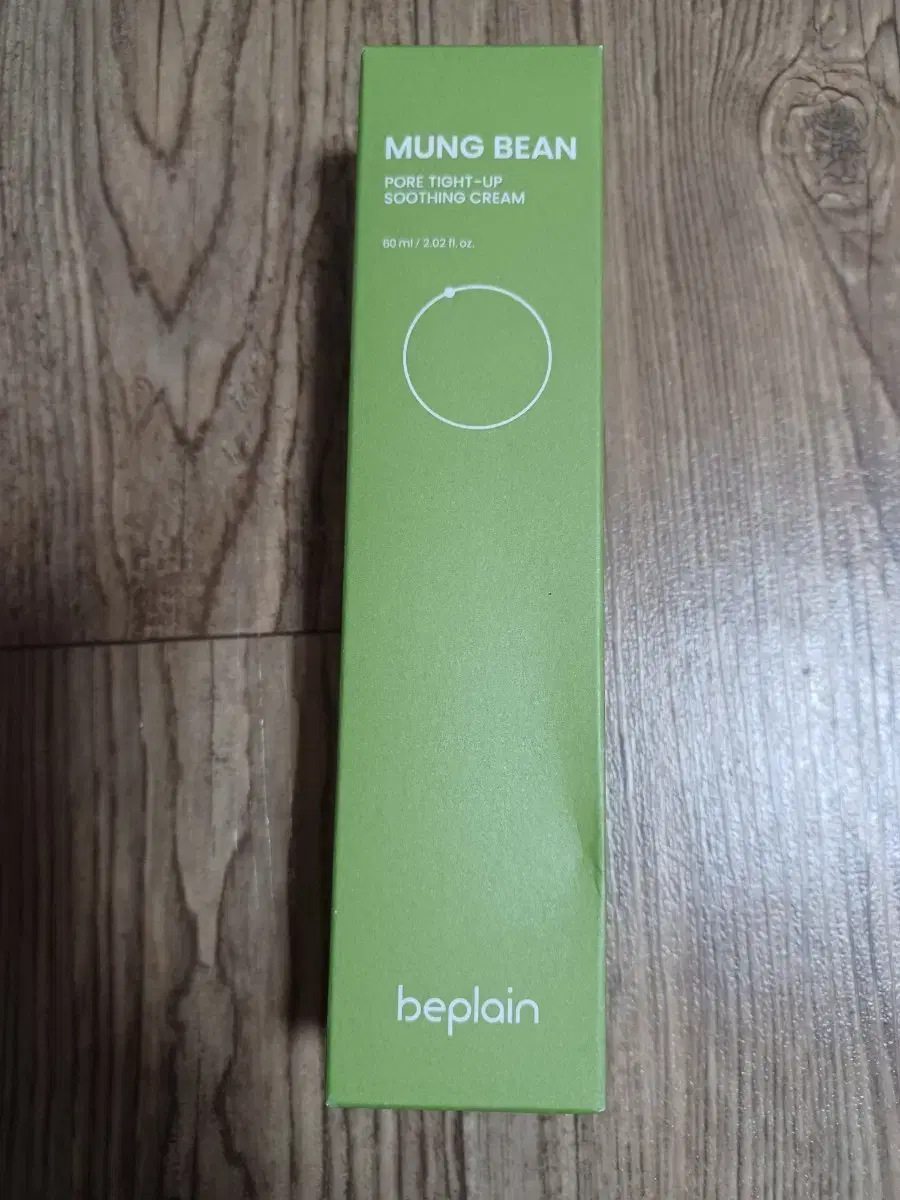 MUNG BEAN
PORE TIGHT-UP
SOOTHING CREAM
60 ml / 2.02 fl. oz.
beplain